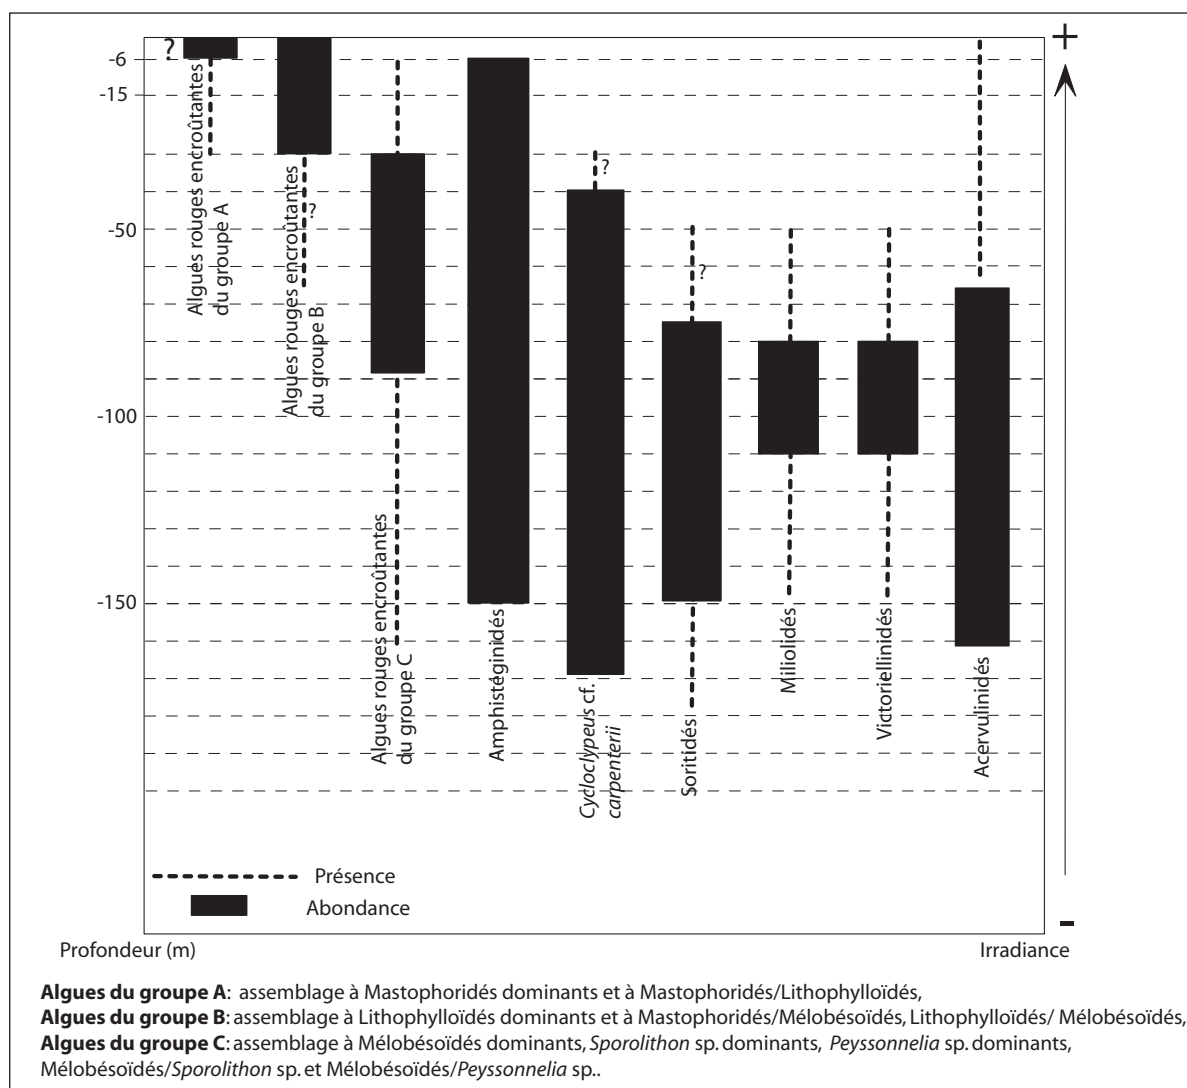 ?
+
-6
-15
-50
-100
-150
Algues rouges encroûtantes
du groupe A
Algues rouges encroûtantes
du groupe B
?
Algues rouges encroûtantes
du groupe C
Amphistéginidés
?
Cycloclypeus cf.
carpenterii
?
Soritidés
Miliolidés
Victoriellinidés
Acervulinidés
Présence
Abondance
-
Profondeur (m)
Irradiance
Algues du groupe A: assemblage à Mastophoridés dominants et à Mastophoridés/Lithophylloïdés,
Algues du groupe B: assemblage à Lithophylloïdés dominants et à Mastophoridés/Mélobésoïdés, Lithophylloïdés/ Mélobésoïdés,
Algues du groupe C: assemblage à Mélobésoïdés dominants, Sporolithon sp. dominants, Peyssonnelia sp. dominants,
Mélobésoïdés/Sporolithon sp. et Mélobésoïdés/Peyssonnelia sp..